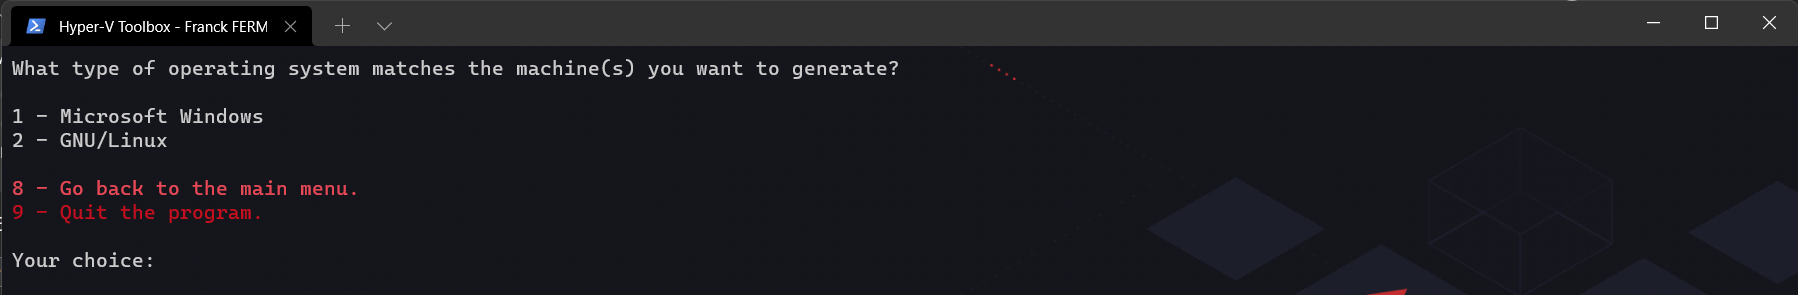 Hyper-V Toolbox - Franck FERM
What type of operating system matches the machine(s) you want to generate?
1 - Microsoft Windows
2 - GNU/Linux
8 - Go back to the main menu.
9 - Quit the program.
Your choice: